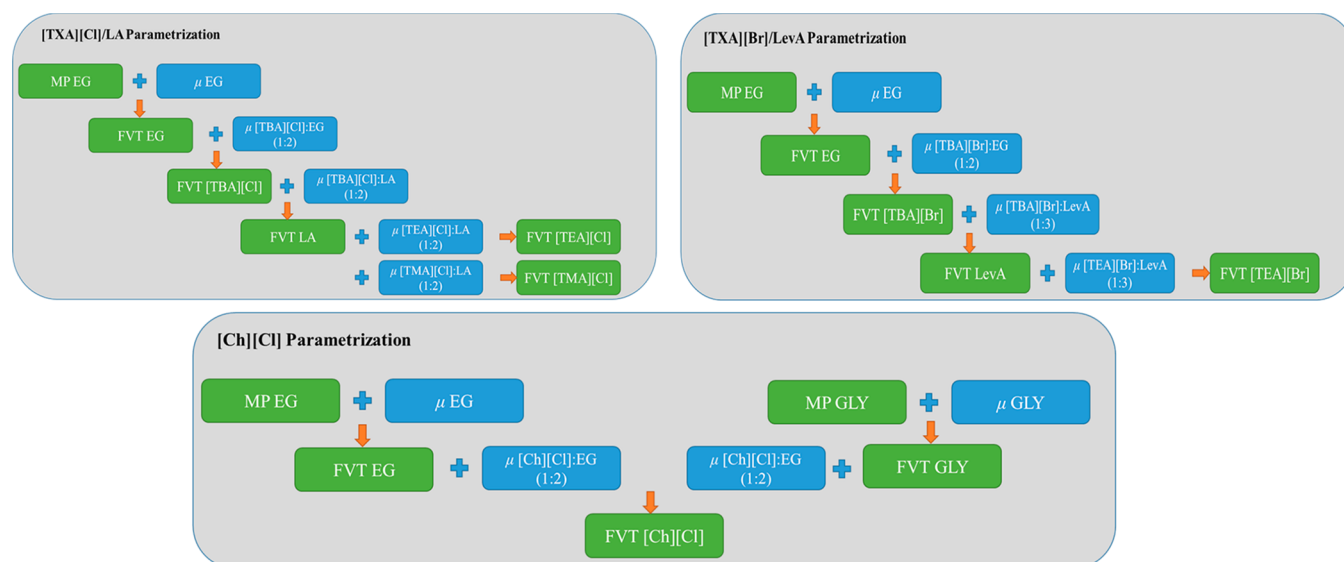 [TXA][Cl]/LA Parametrization
MP EG
μ EG
FVT EG
μ [TBA][Cl]:EG
(1:2)
FVT [TBA][Cl]
μ [TBA][Cl]:LA
(1:2)
FVT LA
μ [TEA][Cl]:LA
(1:2)
FVT [TEA][Cl]
μ [TMA][Cl]:LA
(1:2)
FVT [TMA][Cl]
[TXA][Br]/LevA Parametrization
MP EG
μ EG
FVT EG
μ [TBA][Br]:EG
(1:2)
FVT [TBA][Br]
μ [TBA][Br]:LevA
(1:3)
FVT LevA
μ [TEA][Br]:LevA
(1:3)
FVT [TEA][Br]
[Ch][Cl] Parametrization
MP EG
μ EG
MP GLY
μ GLY
FVT EG
μ [Ch][Cl]:EG
(1:2)
μ [Ch][Cl]:EG
(1:2)
FVT GLY
FVT [Ch][Cl]